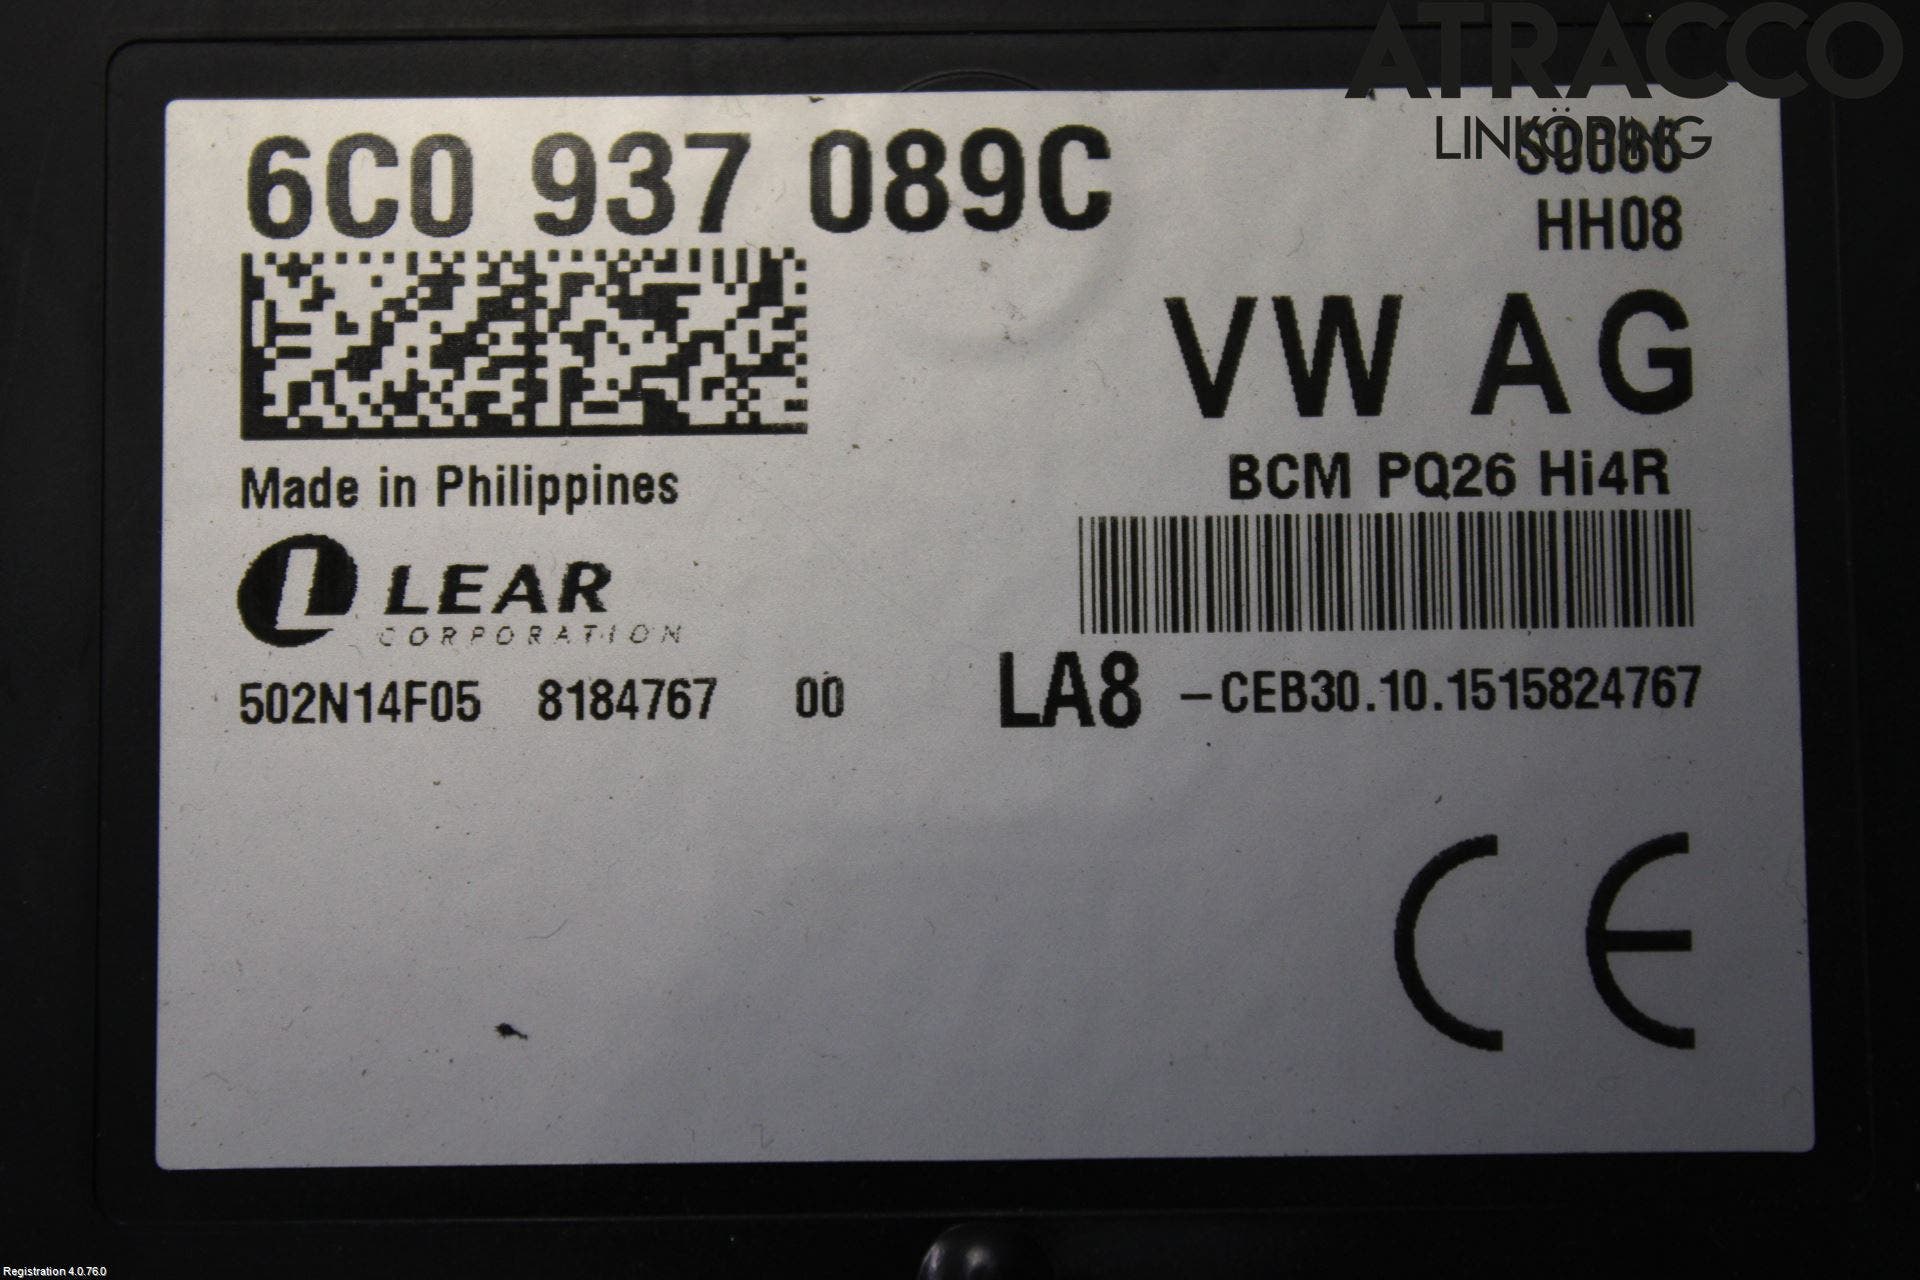 ATRACCO
LINKÖPING
6C0 937 089C
HH08
VW AG
BCM PQ26 Hi4R
Made in Philippines
LEAR
CORPORATION
502N14F05 8184767 00
LA8 -CEB30.10.1515824767
CE
Registration 4.0.76.0